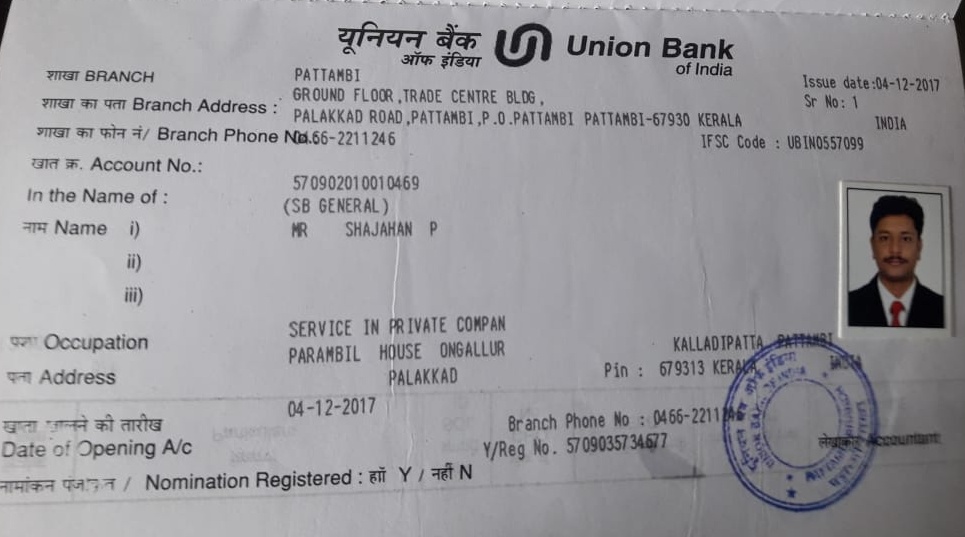 यूनियन बैंक Union Bank
ऑफ इंडिया of India
शाखा BRANCH PATTAMBI Issue date:04-12-2017
शाखा का पता Branch Address : GROUND FLOOR ,TRADE CENTRE BLDG, Sr No: 1
PALAKKAD ROAD,PATTAMBI,P.O.PATTAMBI PATTAMBI-67930 KERALA INDIA
शाखा का फोन नं/ Branch Phone No. 0466-2211246 IFSC Code : UBIN0557099
खात क्र. Account No.:
570902010010469
In the Name of : (SB GENERAL)
नाम Name i) MR SHAJAHAN P
ii)
iii)
पेशा Occupation SERVICE IN PRIVATE COMPAN
PARAMBIL HOUSE ONGALLUR KALLADIPATTA, PATTAMBI
पता Address PALAKKAD Pin : 679313 KERALA, INDIA
खाता खोलने की तारीख 04-12-2017 Branch Phone No : 0466-2211246
Date of Opening A/c Y/Reg No. 5709035734677 लेखाकार Accountant
नामांकन / Nomination Registered : हाँ Y / नहीं N